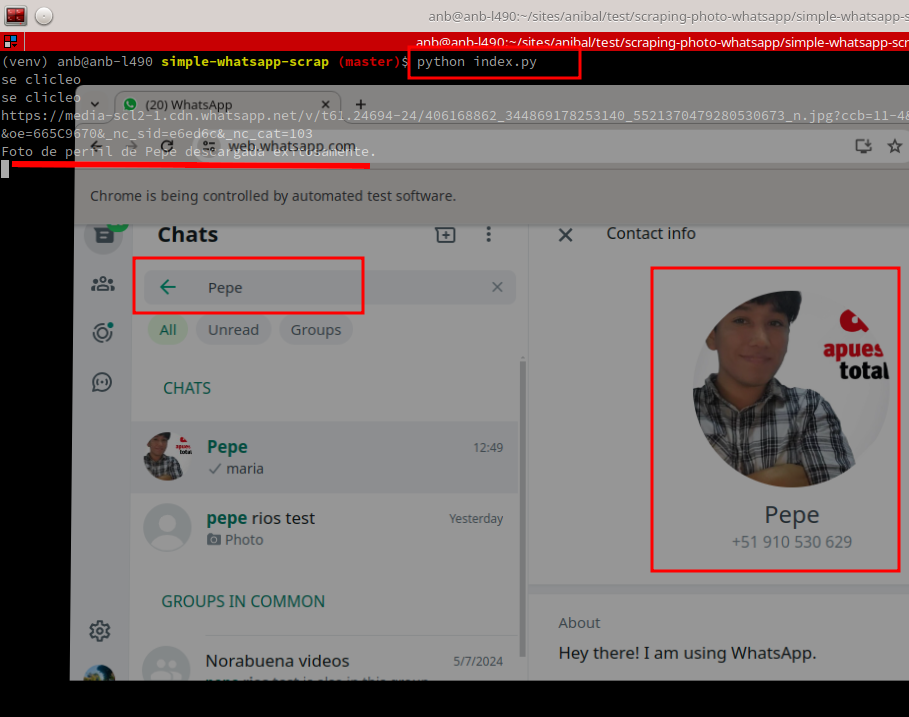 anb@anb-l490:~/sites/anibal/test/scraping-photo-whatsapp/simple-whatsapp-s
anb@anb-l490:~/sites/anibal/test/scraping-photo-whatsapp/simple-whatsapp-scr
(venv) anb@anb-l490 simple-whatsapp-scrap (master)$ python index.py
se clicleo
se clicleo
(20) WhatsApp
https://media-scl2-1.cdn.whatsapp.net/v/t61.24694-24/406168862_344869178253140_5521370479280530673_n.jpg?ccb=11-4&
&oe=665C9670&_nc_sid=e6ed6c&_nc_cat=103
web.whatsapp.com
Foto de perfil de Pepe descargada exitosamente.
Chrome is being controlled by automated test software.
Chats
Contact info
Pepe
All Unread Groups
apues
total
CHATS
Pepe 12:49
maria
pepe rios test Yesterday
Photo
Pepe
+51 910 530 629
GROUPS IN COMMON
About
Norabuena videos 5/7/2024
Hey there! I am using WhatsApp.